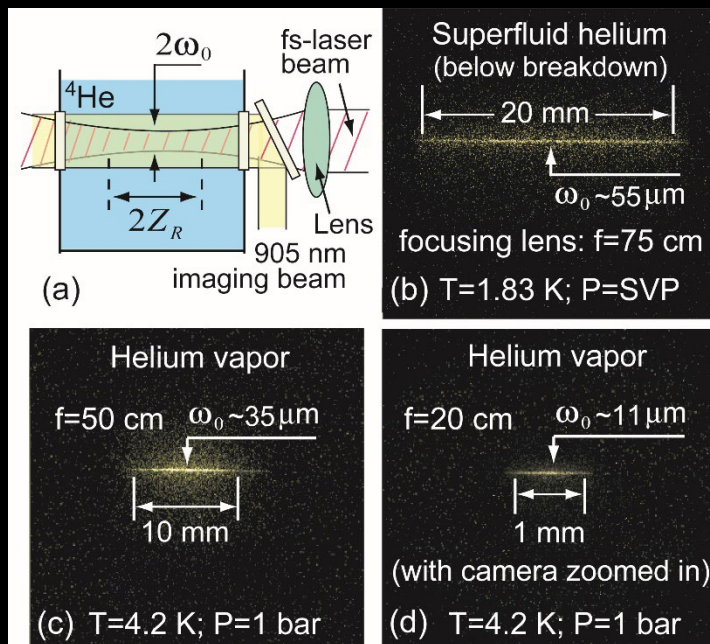 2ω₀
fs-laser
beam
⁴He
2Z_R
Lens
905 nm
imaging beam
(a)
Superfluid helium
(below breakdown)
20 mm
ω₀~55μm
focusing lens: f=75 cm
(b) T=1.83 K; P=SVP
Helium vapor
f=50 cm
ω₀~35μm
10 mm
(c) T=4.2 K; P=1 bar
Helium vapor
f=20 cm
ω₀~11μm
1 mm
(with camera zoomed in)
(d) T=4.2 K; P=1 bar